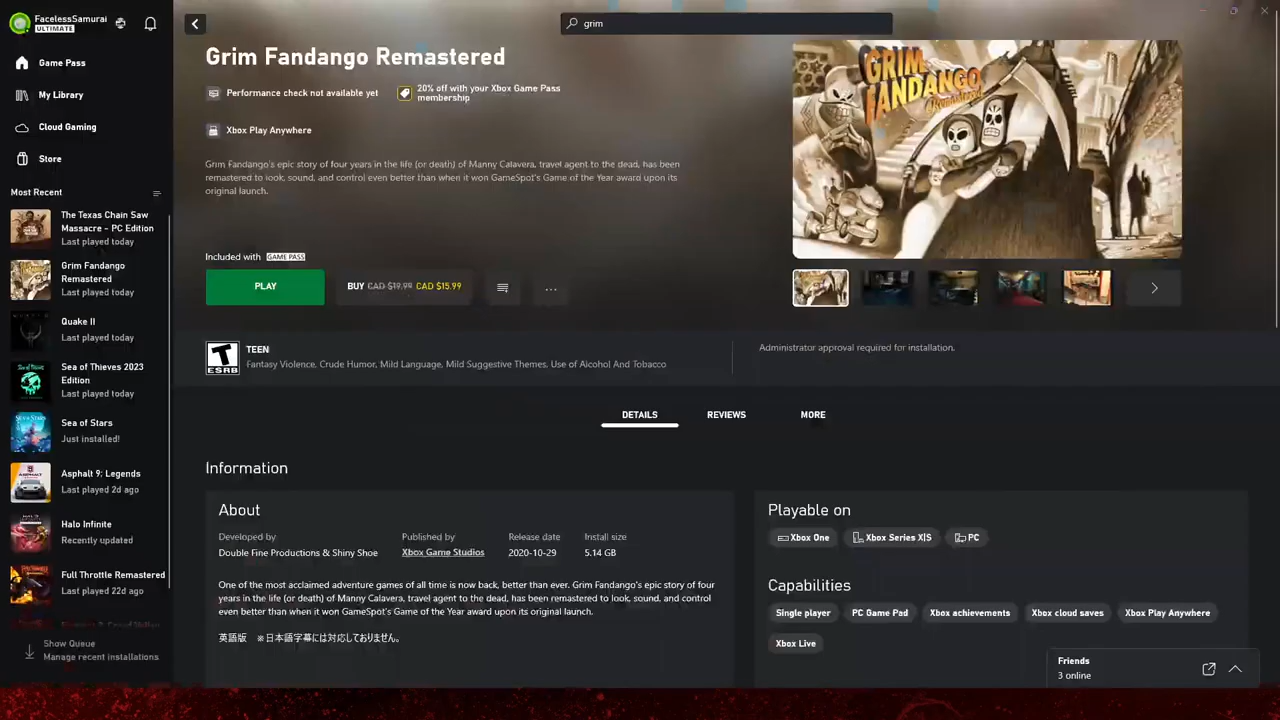 FacelessSamurai
ULTIMATE
grim
Game Pass
My Library
Cloud Gaming
Store
Most Recent
The Texas Chain Saw
Massacre - PC Edition
Last played today
Grim Fandango
Remastered
Last played today
Quake II
Last played today
Sea of Thieves 2023
Edition
Last played today
Sea of Stars
Just installed!
Asphalt 9: Legends
Last played 2d ago
Halo Infinite
Recently updated
Full Throttle Remastered
Last played 22d ago
Show Queue
Manage recent installations
Grim Fandango Remastered
Performance check not available yet
20% off with your Xbox Game Pass
membership
Xbox Play Anywhere
Grim Fandango's epic story of four years in the life (or death) of Manny Calavera, travel agent to the dead, has been
remastered to look, sound, and control even better than when it won GameSpot's Game of the Year award upon its
original launch.
Included with GAME PASS
PLAY
BUY CAD $19.99 CAD $15.99
...
GRIM
FANDANGO
Remastered
T
ESRB
TEEN
Fantasy Violence, Crude Humor, Mild Language, Mild Suggestive Themes, Use of Alcohol And Tobacco
Administrator approval required for installation.
DETAILS
REVIEWS
MORE
Information
About
Developed by
Double Fine Productions & Shiny Shoe
Published by
Xbox Game Studios
Release date
2020-10-29
Install size
5.14 GB
One of the most acclaimed adventure games of all time is now back, better than ever. Grim Fandango's epic story of four
years in the life (or death) of Manny Calavera, travel agent to the dead, has been remastered to look, sound, and control
even better than when it won GameSpot's Game of the Year award upon its original launch.
英語版 ※日本語字幕には対応しておりません。
Playable on
Xbox One
Xbox Series X|S
PC
Capabilities
Single player
PC Game Pad
Xbox achievements
Xbox cloud saves
Xbox Play Anywhere
Xbox Live
Friends
3 online